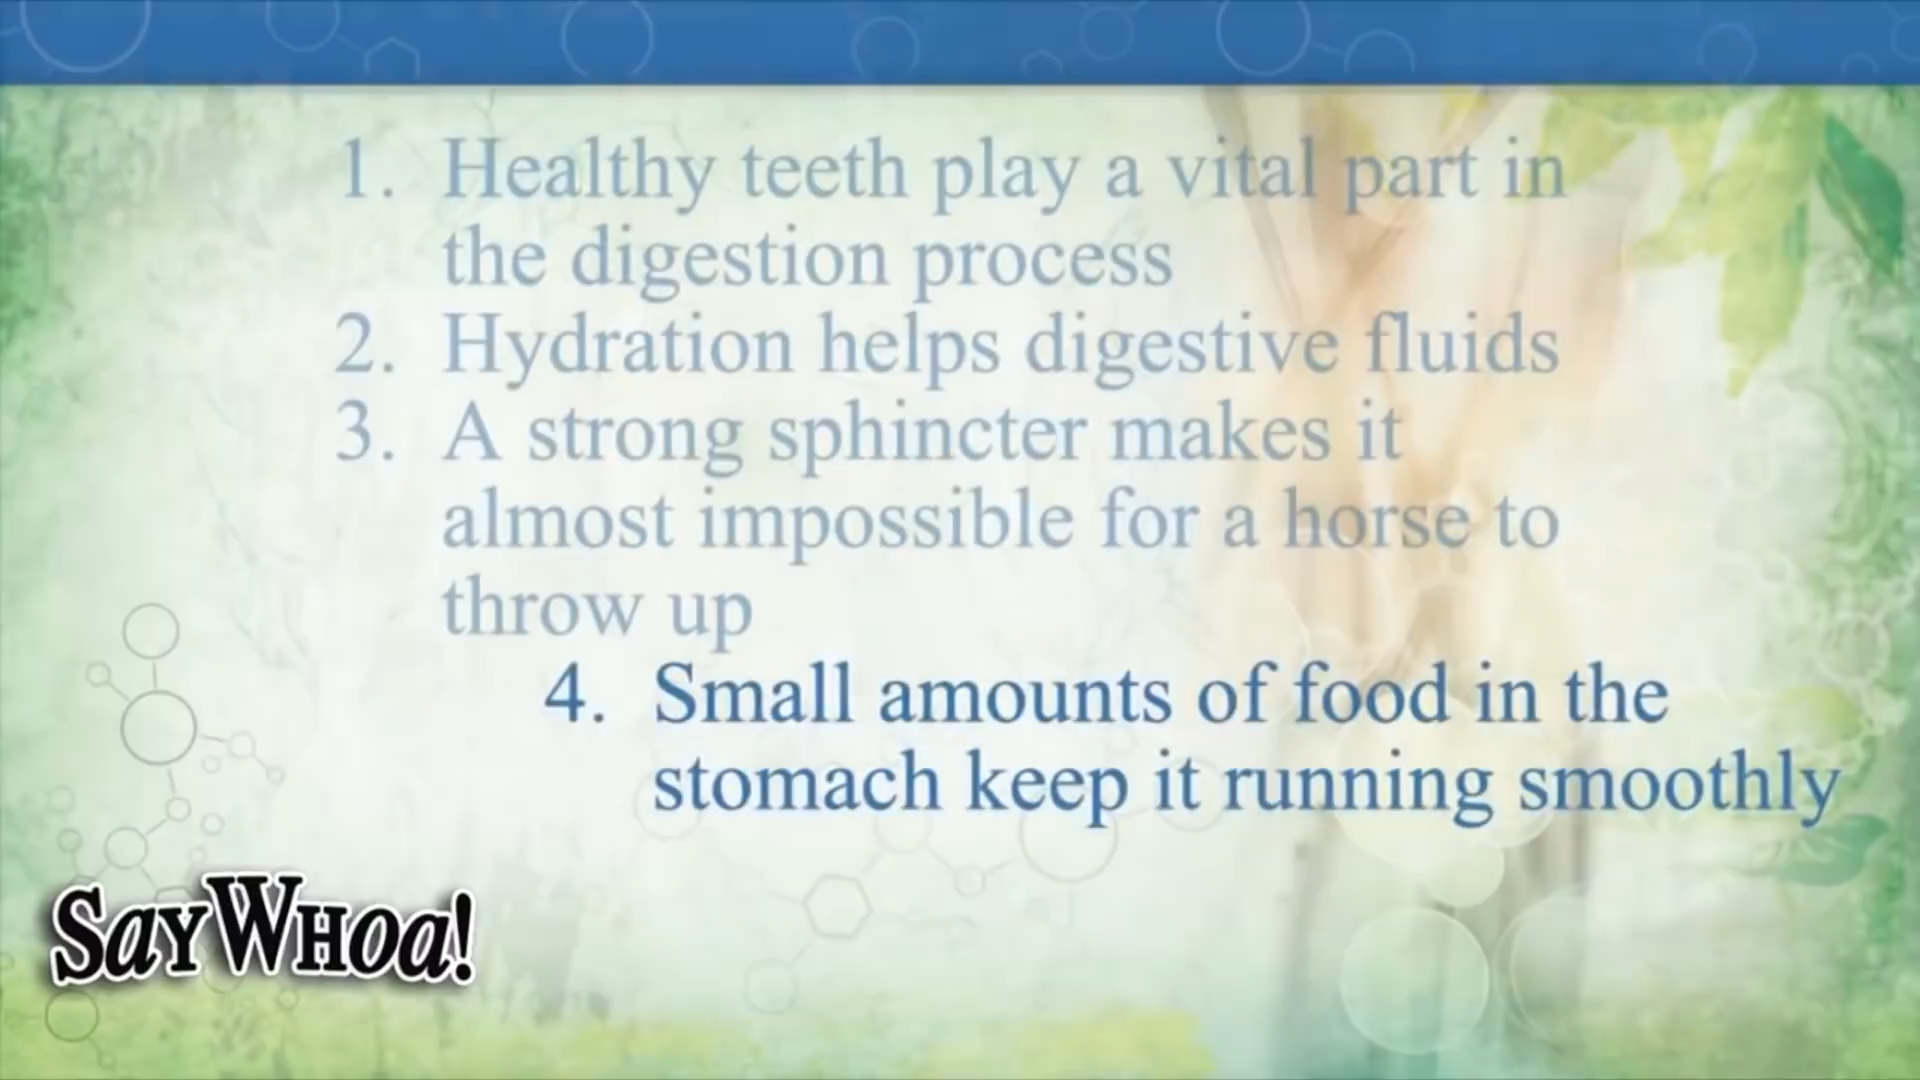 1. Healthy teeth play a vital part in
the digestion process
2. Hydration helps digestive fluids
3. A strong sphincter makes it
almost impossible for a horse to
throw up
4. Small amounts of food in the
stomach keep it running smoothly
SayWhoa!